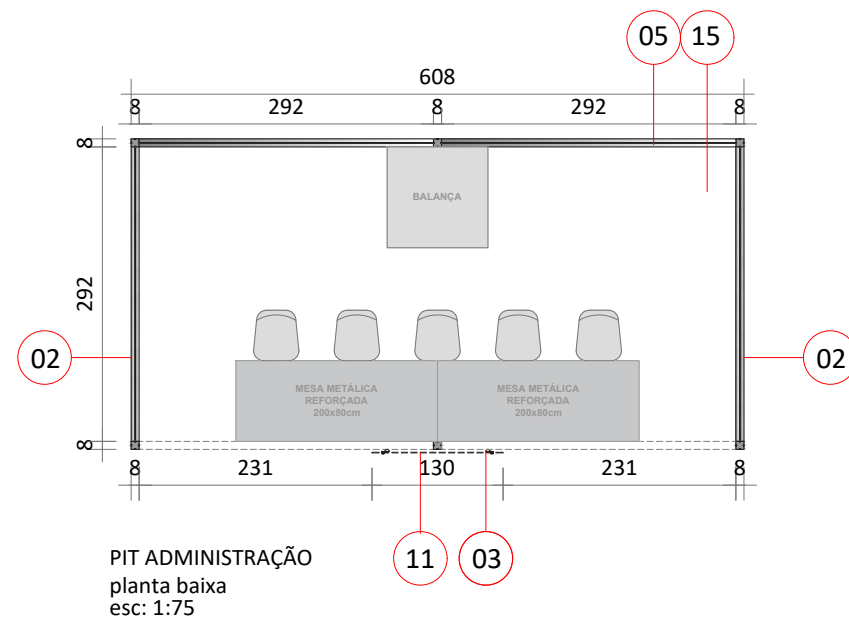 05 15
608
8 292 8 292 8
8
BALANÇA
292
02 02
MESA METÁLICA MESA METÁLICA
REFORÇADA REFORÇADA
200x80cm 200x80cm
8
8 231 130 231 8
11 03
PIT ADMINISTRAÇÃO
planta baixa
esc: 1:75